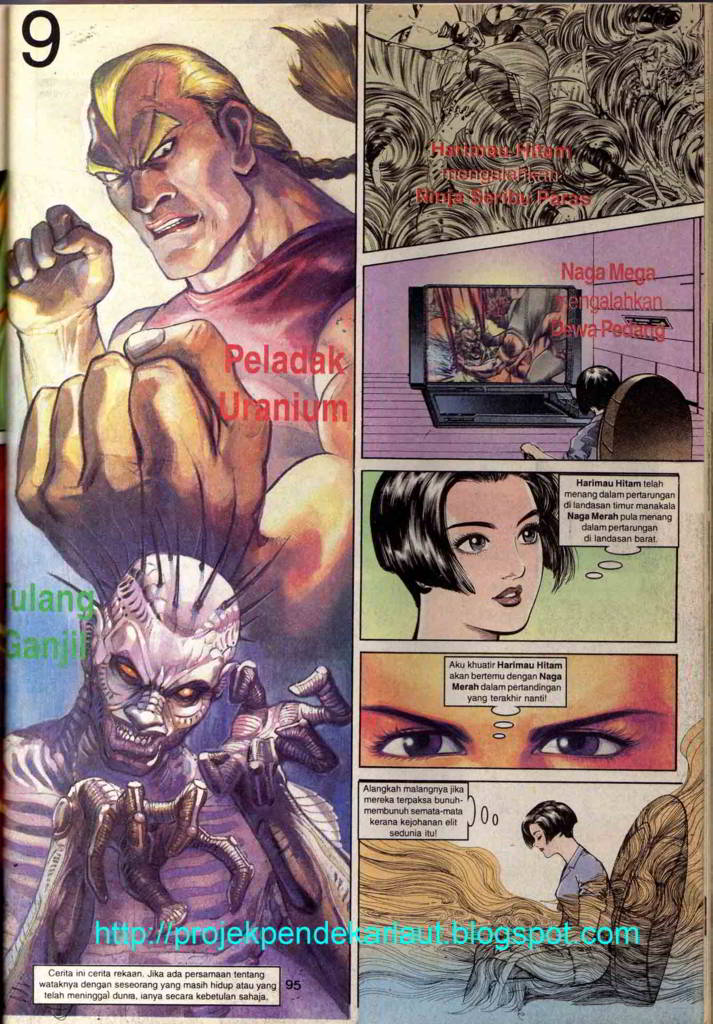 9
Peladak
Uranium
Tulang
Ganjil
Cerita ini cerita rekaan. Jika ada persamaan tentang
wataknya dengan seseorang yang masih hidup atau yang
telah meninggal dunia, ianya secara kebetulan sahaja.
95
Harimau Hitam
mengalahkan
Ninja Seribu Paras
Naga Mega
mengalahkan
Dewa Pedang
Harimau Hitam telah
menang dalam pertarungan
di landasan timur manakala
Naga Merah pula menang
dalam pertarungan
di landasan barat.
Aku khuatir Harimau Hitam
akan bertemu dengan Naga
Merah dalam pertandingan
yang terakhir nanti!
Alangkah malangnya jika
mereka terpaksa bunuh-
membunuh semata-mata
kerana kejohanan elit
sedunia itu!
http://projekpendekarlaut.blogspot.com